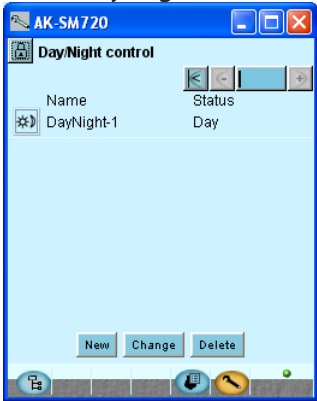 AK-SM720
Day/Night control
Name Status
DayNight-1 Day
New Change Delete